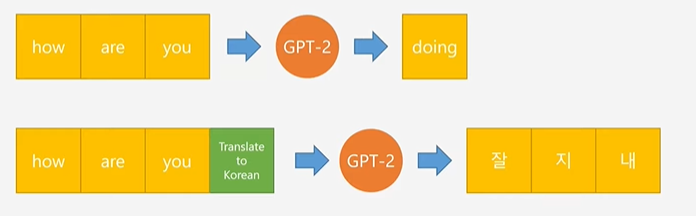 how are you GPT-2 doing
how are you Translate to Korean GPT-2 잘 지 내